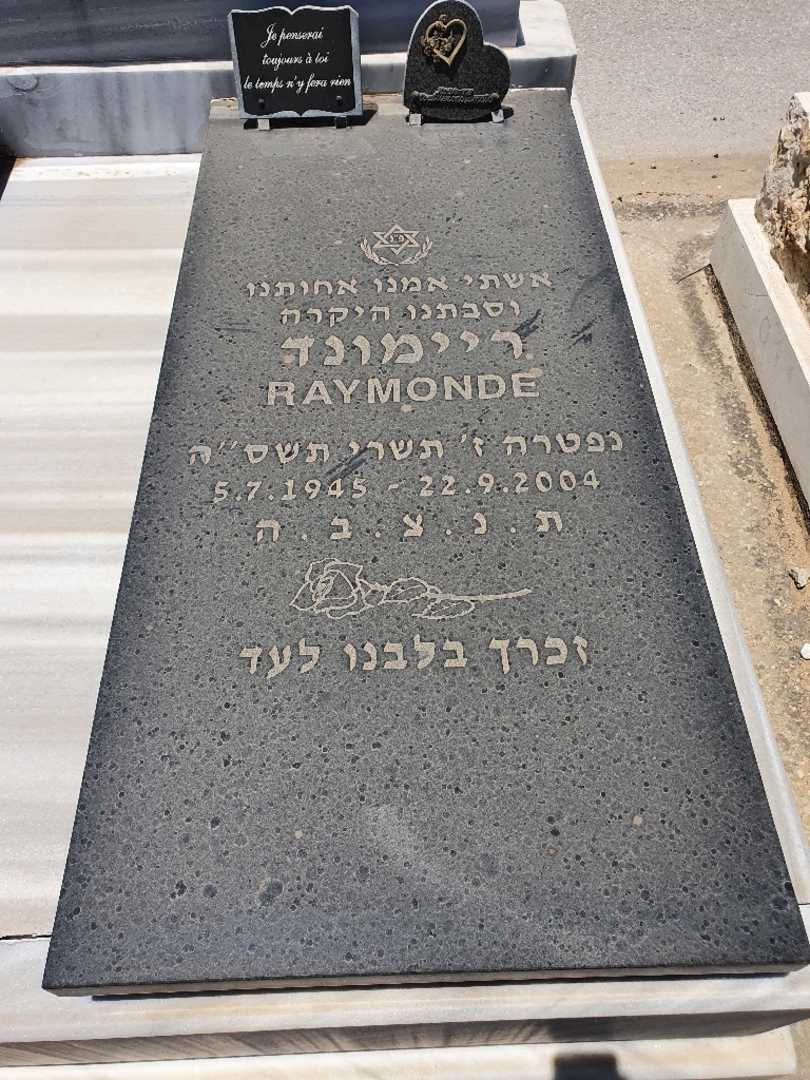 Je penserai
toujours à toi
le temps n'y fera rien
פ נ
אשתי אמנו אחותנו
וסבתנו היקרה
ריימונד
RAYMONDE
נפטרה ז' תשרי תשס''ה
5.7.1945 - 22.9.2004
ת . נ . צ . ב . ה
זכרך בלבנו לעד